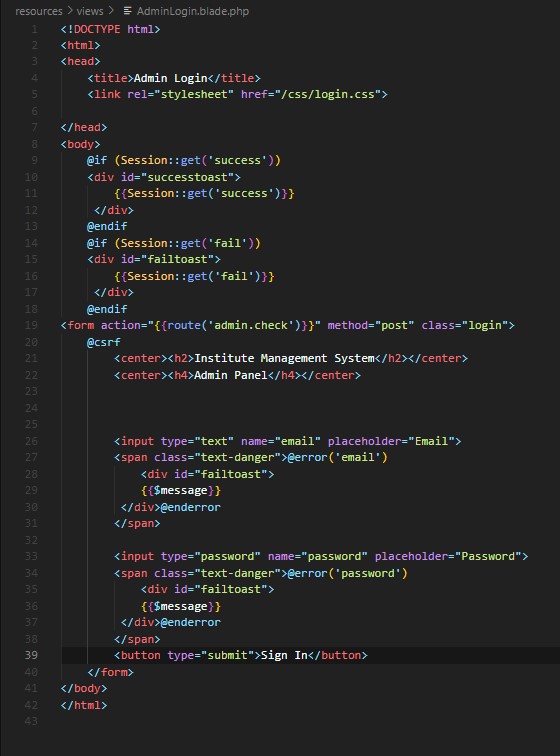 resources > views > AdminLogin.blade.php
1 <!DOCTYPE html>
2 <html>
3 <head>
4     <title>Admin Login</title>
5     <link rel="stylesheet" href="/css/login.css">
6
7 </head>
8 <body>
9     @if (Session::get('success'))
10     <div id="successtoast">
11         {{Session::get('success')}}
12      </div>
13     @endif
14     @if (Session::get('fail'))
15     <div id="failtoast">
16         {{Session::get('fail')}}
17      </div>
18     @endif
19 <form action="{{route('admin.check')}}" method="post" class="login">
20     @csrf
21         <center><h2>Institute Management System</h2></center>
22         <center><h4>Admin Panel</h4></center>
23
24
25
26         <input type="text" name="email" placeholder="Email">
27         <span class="text-danger">@error('email')
28             <div id="failtoast">
29             {{$message}}
30          </div>@enderror
31         </span>
32
33         <input type="password" name="password" placeholder="Password">
34         <span class="text-danger">@error('password')
35             <div id="failtoast">
36             {{$message}}
37          </div>@enderror
38         </span>
39         <button type="submit">Sign In</button>
40     </form>
41 </body>
42 </html>
43